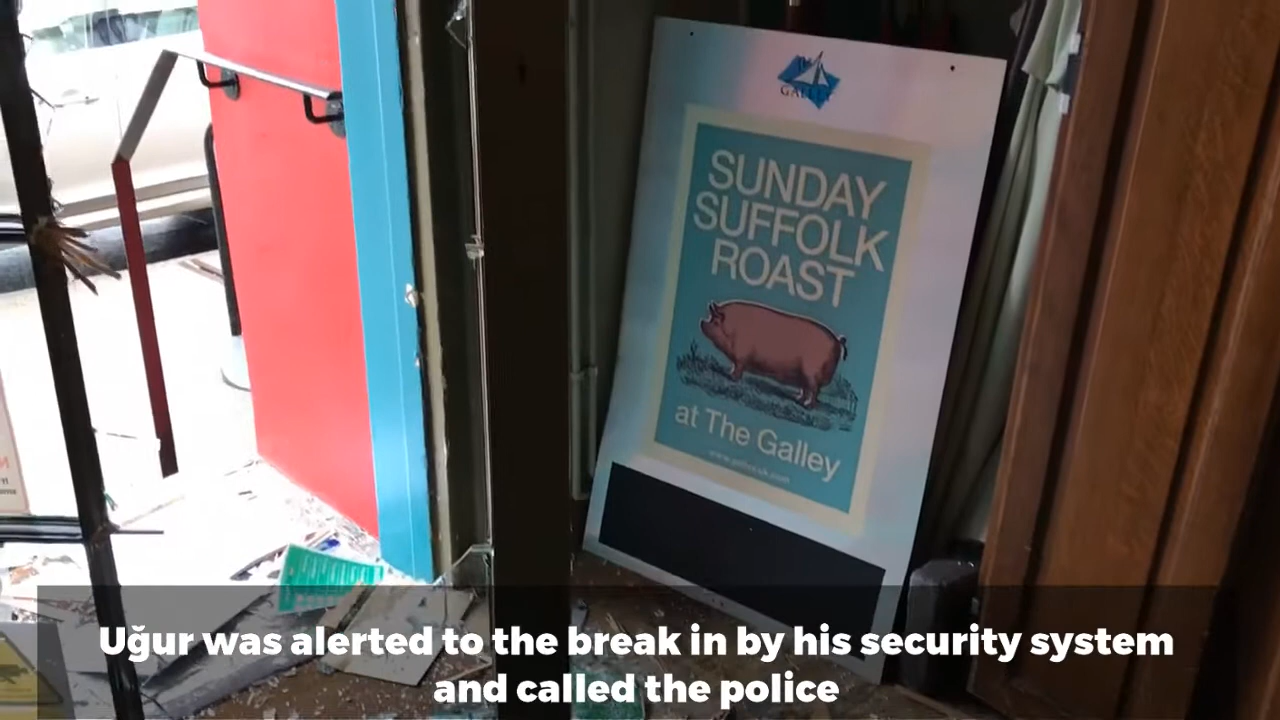 GALLEY
SUNDAY
SUFFOLK
ROAST
at The Galley
Uğur was alerted to the break in by his security system
and called the police